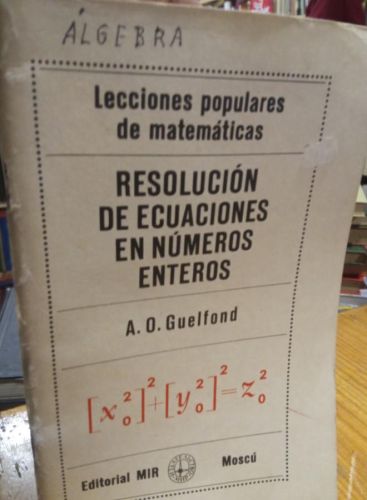 ÁLGEBRA
Lecciones populares
de matemáticas
RESOLUCIÓN
DE ECUACIONES
EN NÚMEROS
ENTEROS
A. O. Guelfond
[x₀²]²+[y₀²]²=z₀²
Editorial MIR Moscú